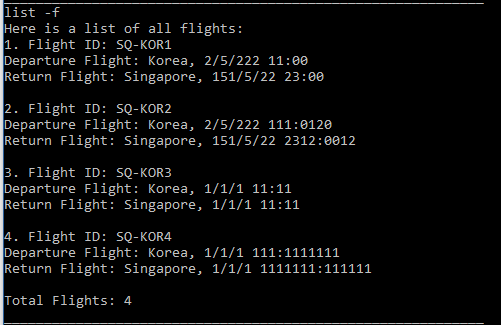 list -f
Here is a list of all flights:
1. Flight ID: SQ-KOR1
Departure Flight: Korea, 2/5/222 11:00
Return Flight: Singapore, 151/5/22 23:00
2. Flight ID: SQ-KOR2
Departure Flight: Korea, 2/5/222 111:0120
Return Flight: Singapore, 151/5/22 2312:0012
3. Flight ID: SQ-KOR3
Departure Flight: Korea, 1/1/1 11:11
Return Flight: Singapore, 1/1/1 11:11
4. Flight ID: SQ-KOR4
Departure Flight: Korea, 1/1/1 111:1111111
Return Flight: Singapore, 1/1/1 1111111:111111
Total Flights: 4